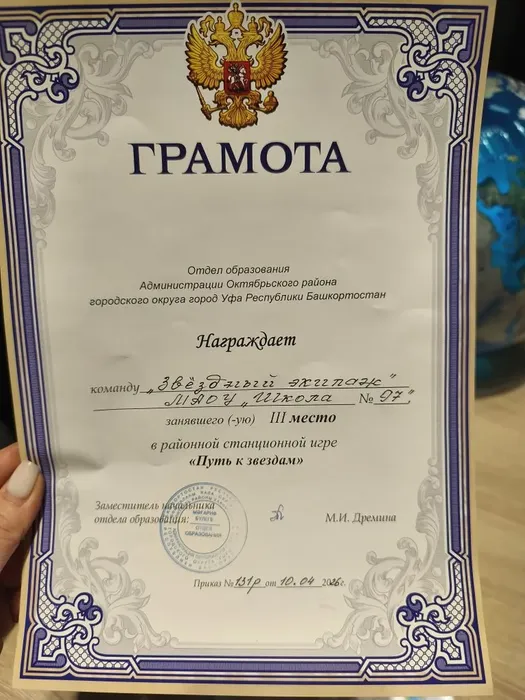 ГРАМОТА
Отдел образования
Администрации Октябрьского района
городского округа город Уфа Республики Башкортостан
Награждает
команду „Звёздный экипаж"
МАОУ „Школа № 97",
занявшего (-ую) III место
в районной станционной игре
«Путь к звездам»
Заместитель начальника
отдела образования:
М.И. Дремина
ОТДЕЛ
ОБРАЗОВАНИЯ
Приказ № 131р от 10.04 2026г.